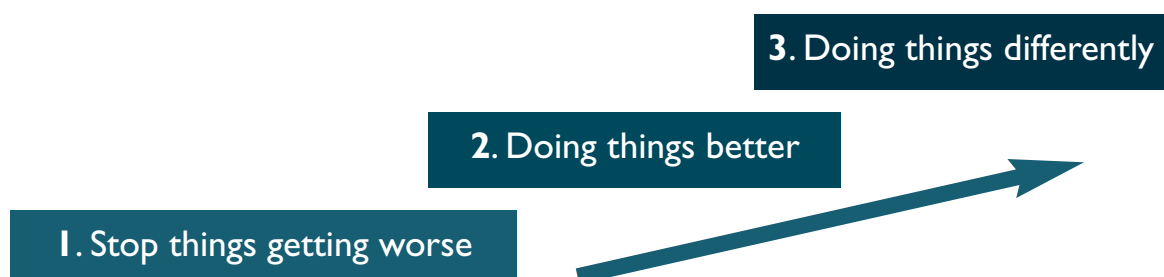 3. Doing things differently
2. Doing things better
1. Stop things getting worse